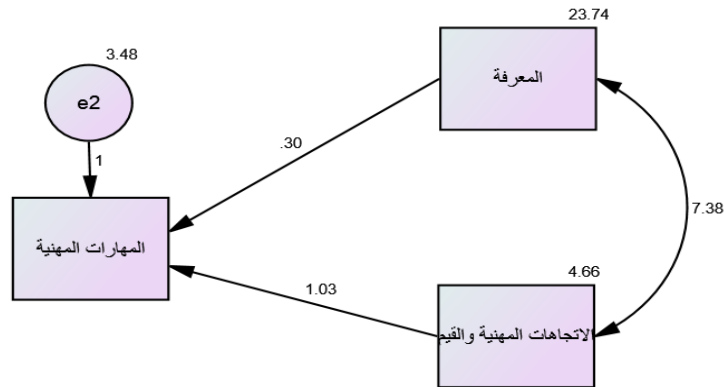 23.74
المعرفة
3.48
e2
1
.30
المهارات المهنية
7.38
4.66
1.03
الاتجاهات المهنية والقيم